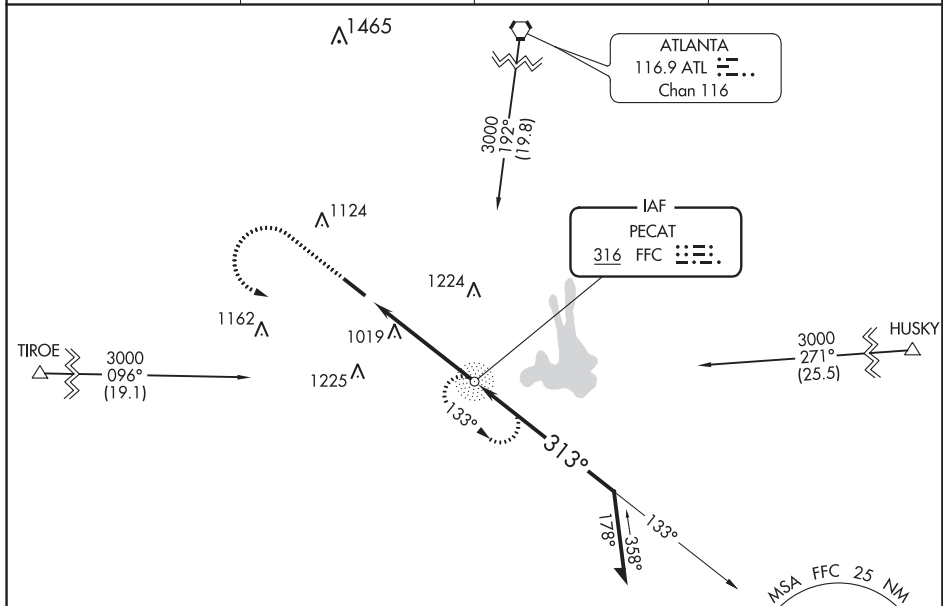 1465
ATLANTA
116.9 ATL
Chan 116
3000
192°
(19.8)
1124
IAF
PECAT
316 FFC
1224
1162
1019
1225
TIROE
3000
096°
(19.1)
HUSKY
3000
271°
(25.5)
133°
313°
133°
178°
358°
MSA FFC 25 NM